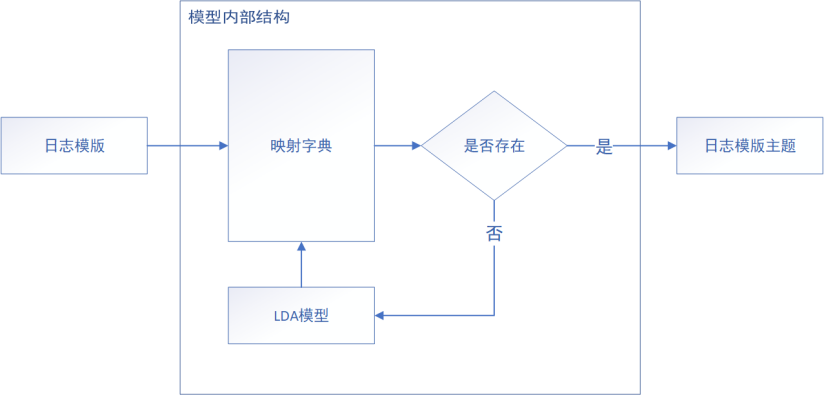 模型内部结构
日志模版
映射字典
是否存在
是
日志模版主题
否
LDA模型